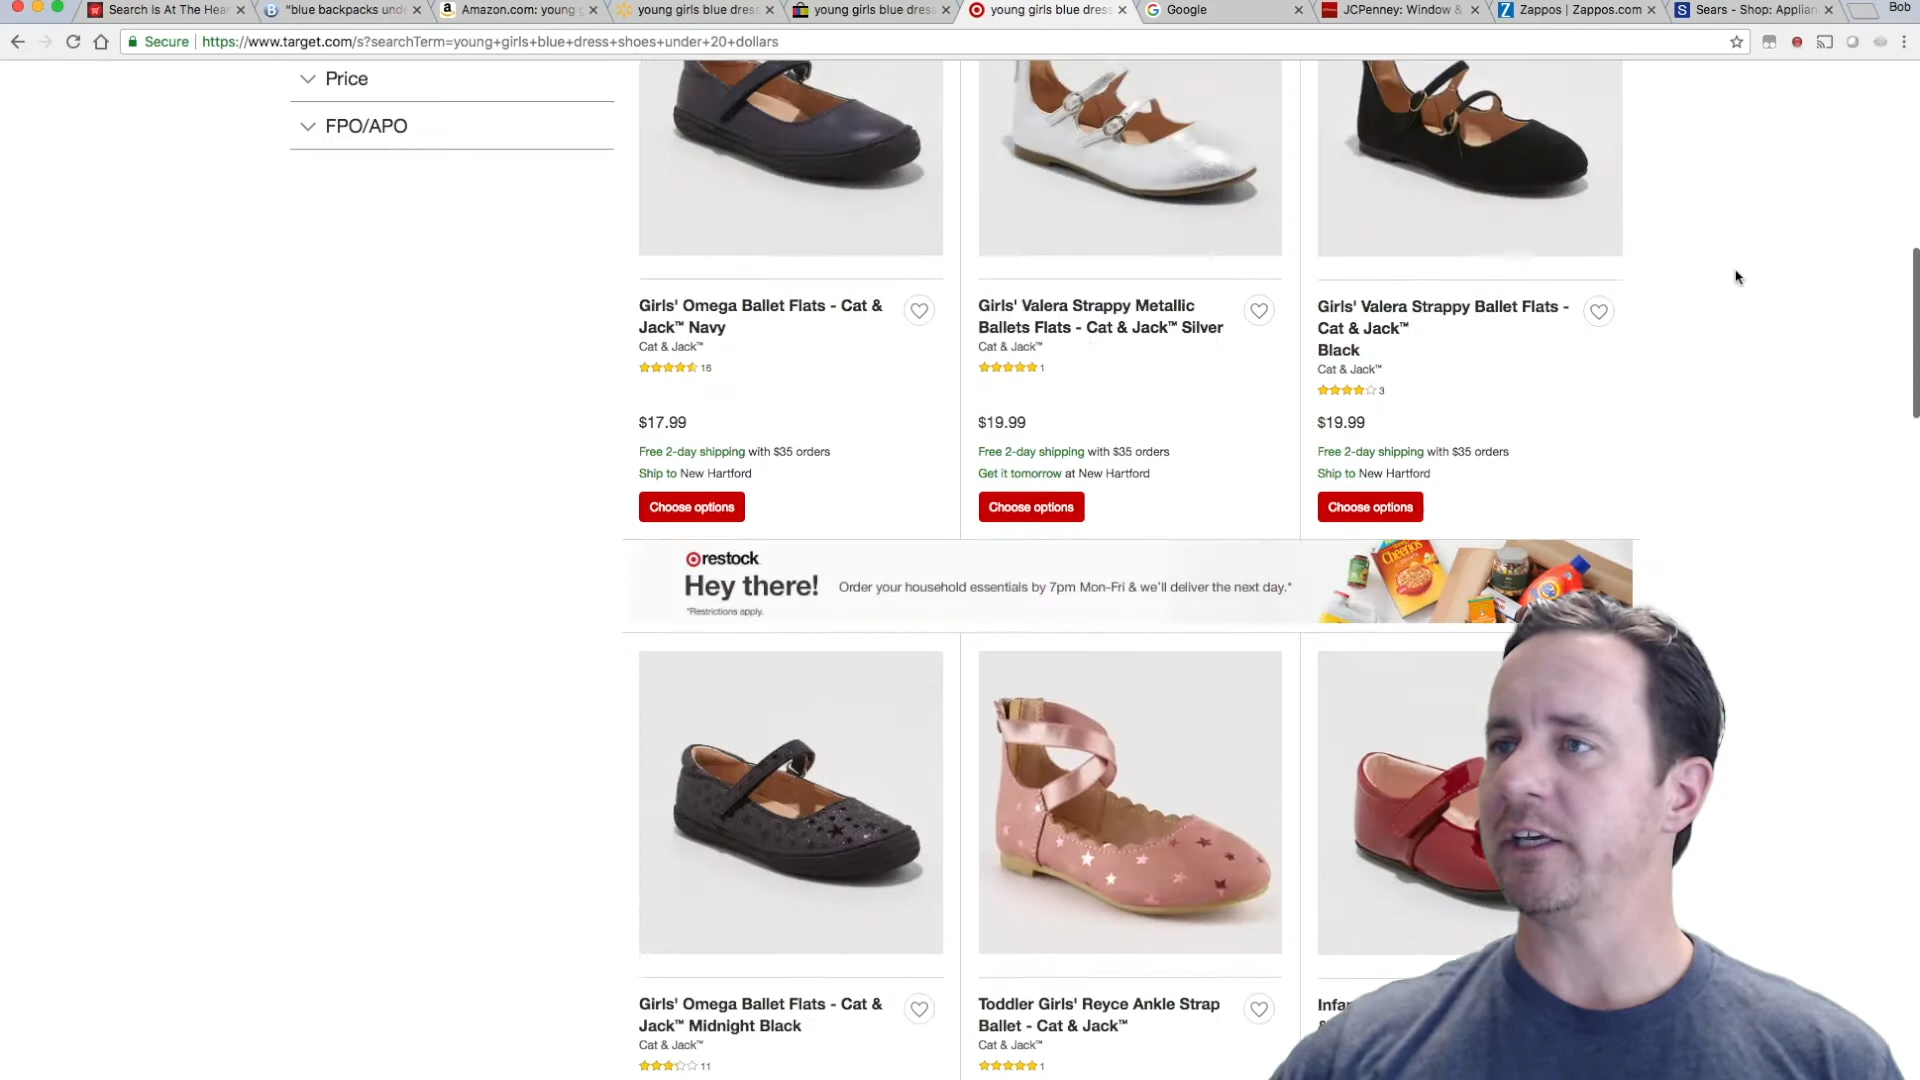 Search Is At The Hear
"blue backpacks unde
Amazon.com: young g
young girls blue dress
young girls blue dress
young girls blue dress
Google
JCPenney: Window &
Zappos | Zappos.com
Sears - Shop: Applian
Bob
Secure
https://www.target.com/s?searchTerm=young+girls+blue+dress+shoes+under+20+dollars
Price
FPO/APO
Girls' Omega Ballet Flats - Cat &
Jack™ Navy
Cat & Jack™
16
$17.99
Free 2-day shipping with $35 orders
Ship to New Hartford
Choose options
Girls' Valera Strappy Metallic
Ballets Flats - Cat & Jack™ Silver
Cat & Jack™
1
$19.99
Free 2-day shipping with $35 orders
Get it tomorrow at New Hartford
Choose options
Girls' Valera Strappy Ballet Flats -
Cat & Jack™
Black
Cat & Jack™
3
$19.99
Free 2-day shipping with $35 orders
Ship to New Hartford
Choose options
restock
Hey there!
*Restrictions apply.
Order your household essentials by 7pm Mon-Fri & we'll deliver the next day.*
Cheerios
Tide
Girls' Omega Ballet Flats - Cat &
Jack™ Midnight Black
Cat & Jack™
11
Toddler Girls' Reyce Ankle Strap
Ballet - Cat & Jack™
Cat & Jack™
1